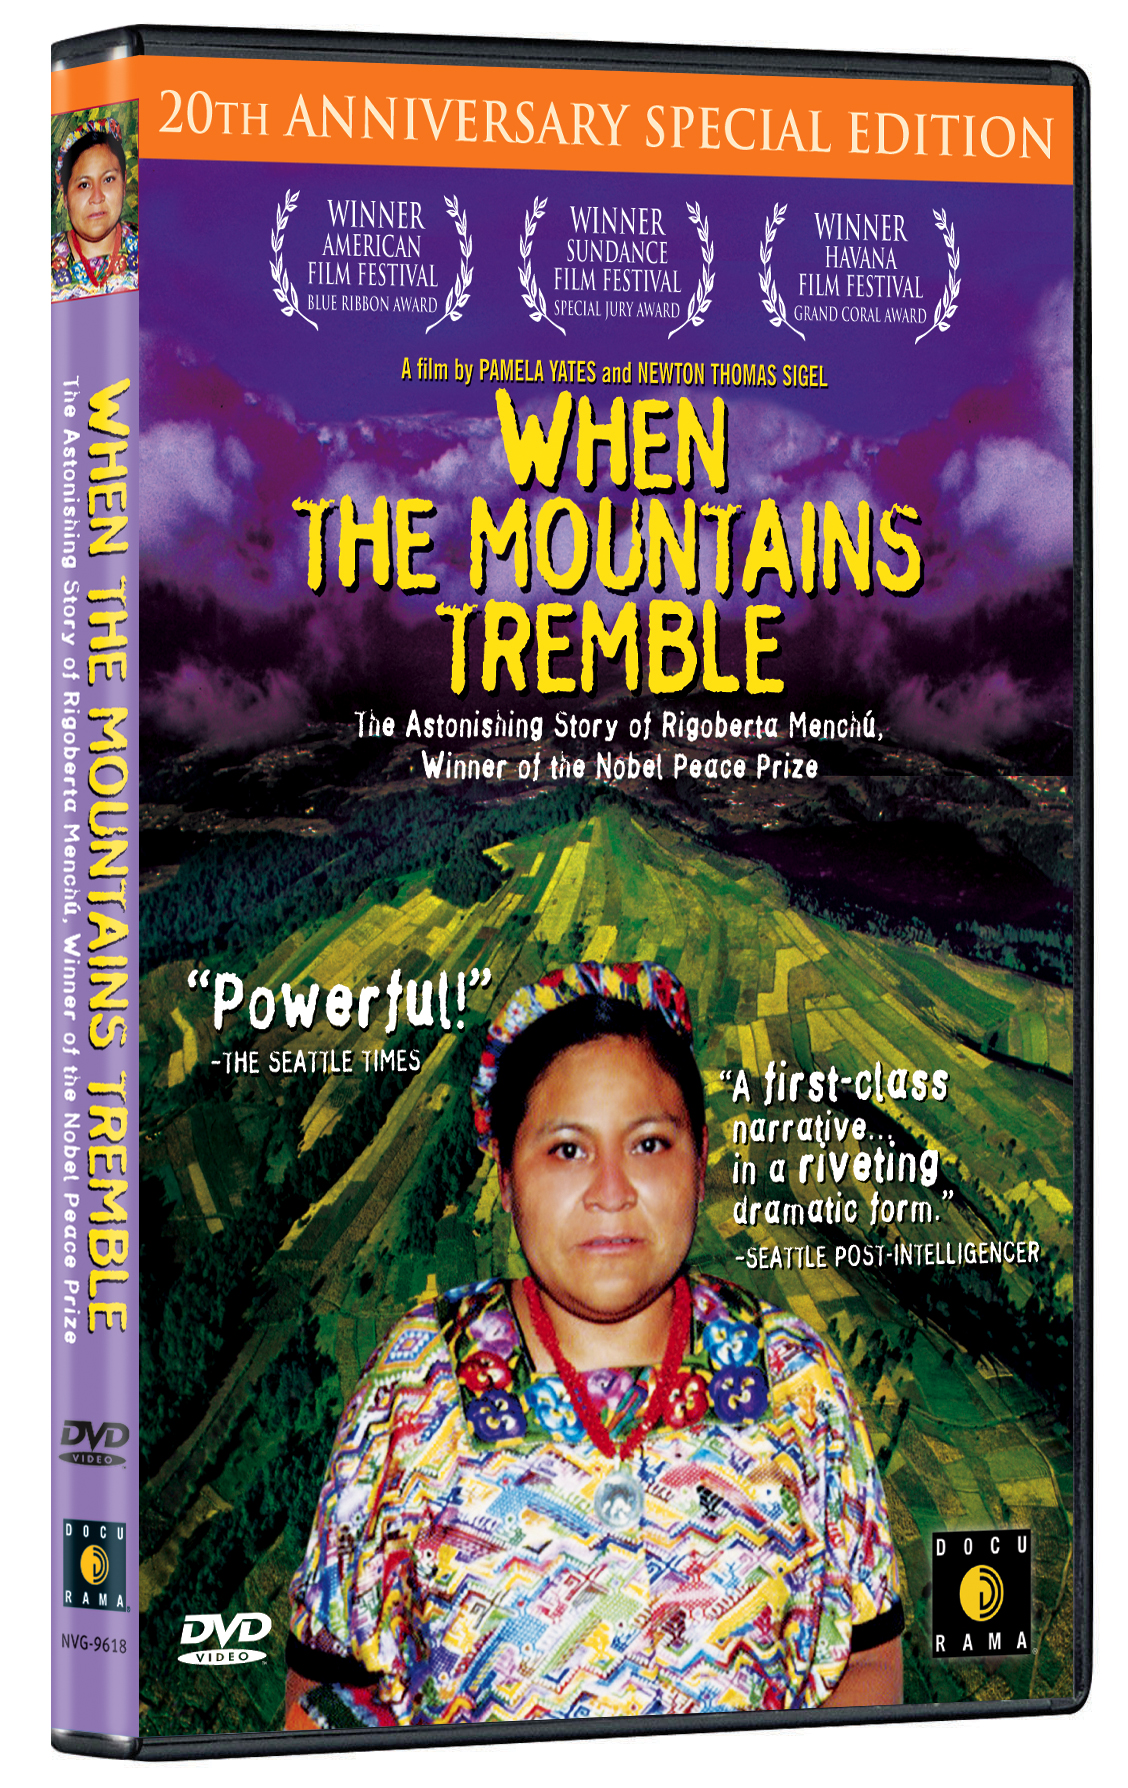 20TH ANNIVERSARY SPECIAL EDITION
WINNER
AMERICAN
FILM FESTIVAL
BLUE RIBBON AWARD
WINNER
SUNDANCE
FILM FESTIVAL
SPECIAL JURY AWARD
WINNER
HAVANA
FILM FESTIVAL
GRAND CORAL AWARD
A film by PAMELA YATES and NEWTON THOMAS SIGEL
WHEN
THE MOUNTAINS
TREMBLE
The Astonishing Story of Rigoberta Menchú,
Winner of the Nobel Peace Prize
“Powerful!”
-THE SEATTLE TIMES
“A first-class
narrative...
in a riveting
dramatic form.”
-SEATTLE POST-INTELLIGENCER
DVD
VIDEO™
DOCU
RAMA
WHEN THE MOUNTAINS TREMBLE
The Astonishing Story of Rigoberta Menchú, Winner of the Nobel Peace Prize
DVD
VIDEO
DOCU
RAMA®
NVG-9618